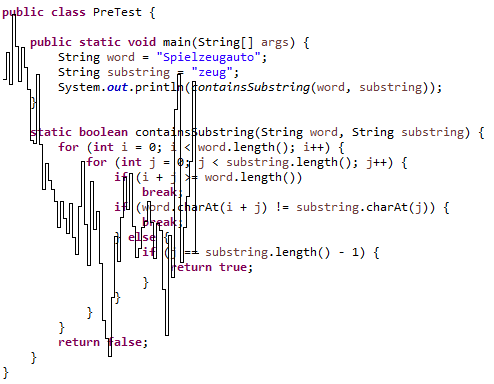 public class PreTest {
public static void main(String[] args) {
String word = "Spielzeugauto";
String substring = "zeug";
System.out.println(containsSubstring(word, substring));
}
static boolean containsSubstring(String word, String substring) {
for (int i = 0; i < word.length(); i++) {
for (int j = 0; j < substring.length(); j++) {
if (i + j >= word.length())
break;
if (word.charAt(i + j) != substring.charAt(j)) {
break;
} else {
if (j == substring.length() - 1) {
return true;
}
}
}
}
return false;
}
}